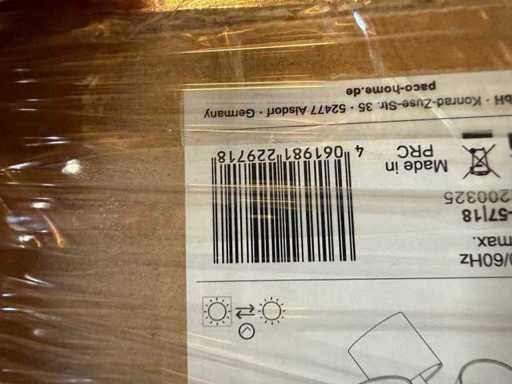 0/60Hz
max.
-57|18
200325
Made in
PRC
4 061981 229718
bH · Konrad-Zuse-Str. 35 · 52477 Alsdorf · Germany
paco-home.de